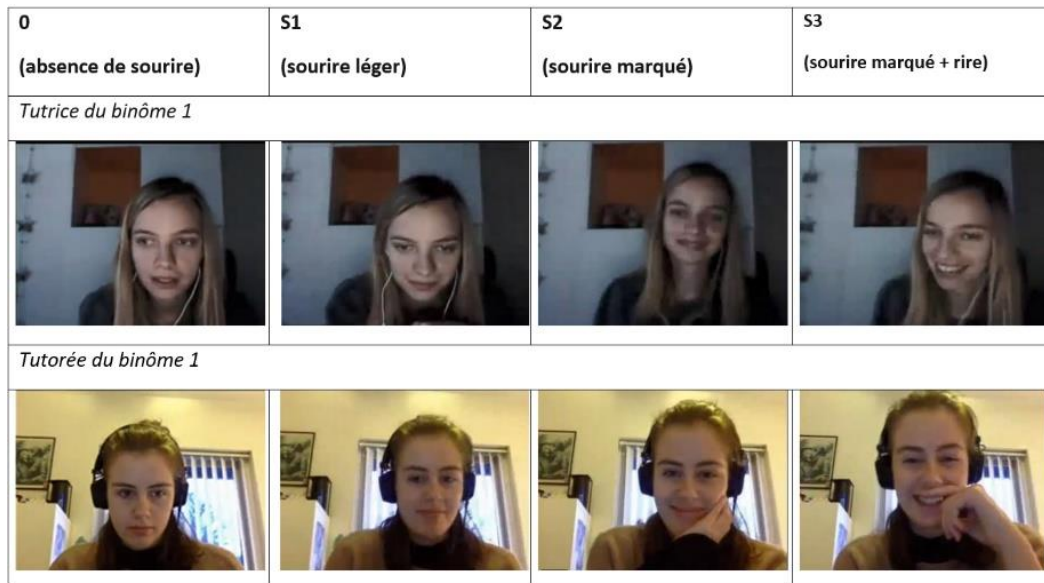 0
(absence de sourire)
S1
(sourire léger)
S2
(sourire marqué)
S3
(sourire marqué + rire)
Tutrice du binôme 1
Tutorée du binôme 1